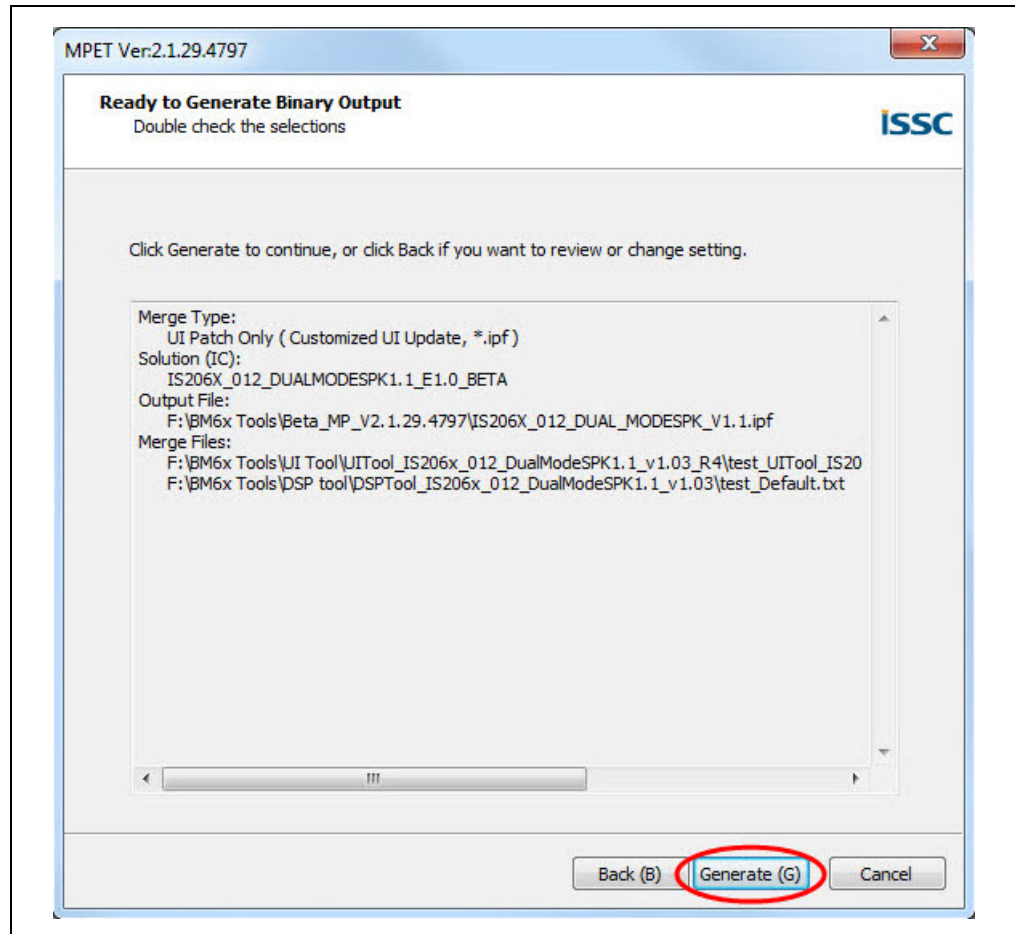 MPET Ver:2.1.29.4797
Ready to Generate Binary Output
Double check the selections
ISSC
Click Generate to continue, or click Back if you want to review or change setting.
Merge Type:
UI Patch Only ( Customized UI Update, *.ipf )
Solution (IC):
IS206X_012_DUALMODESPK1.1_E1.0_BETA
Output File:
F:\BM6x Tools\Beta_MP_V2.1.29.4797\IS206X_012_DUAL_MODESPK_V1.1.ipf
Merge Files:
F:\BM6x Tools\UI Tool\UITool_IS206x_012_DualModeSPK1.1_v1.03_R4\test_UITool_IS20
F:\BM6x Tools\DSP tool\DSPTool_IS206x_012_DualModeSPK1.1_v1.03\test_Default.txt
Back (B) Generate (G) Cancel